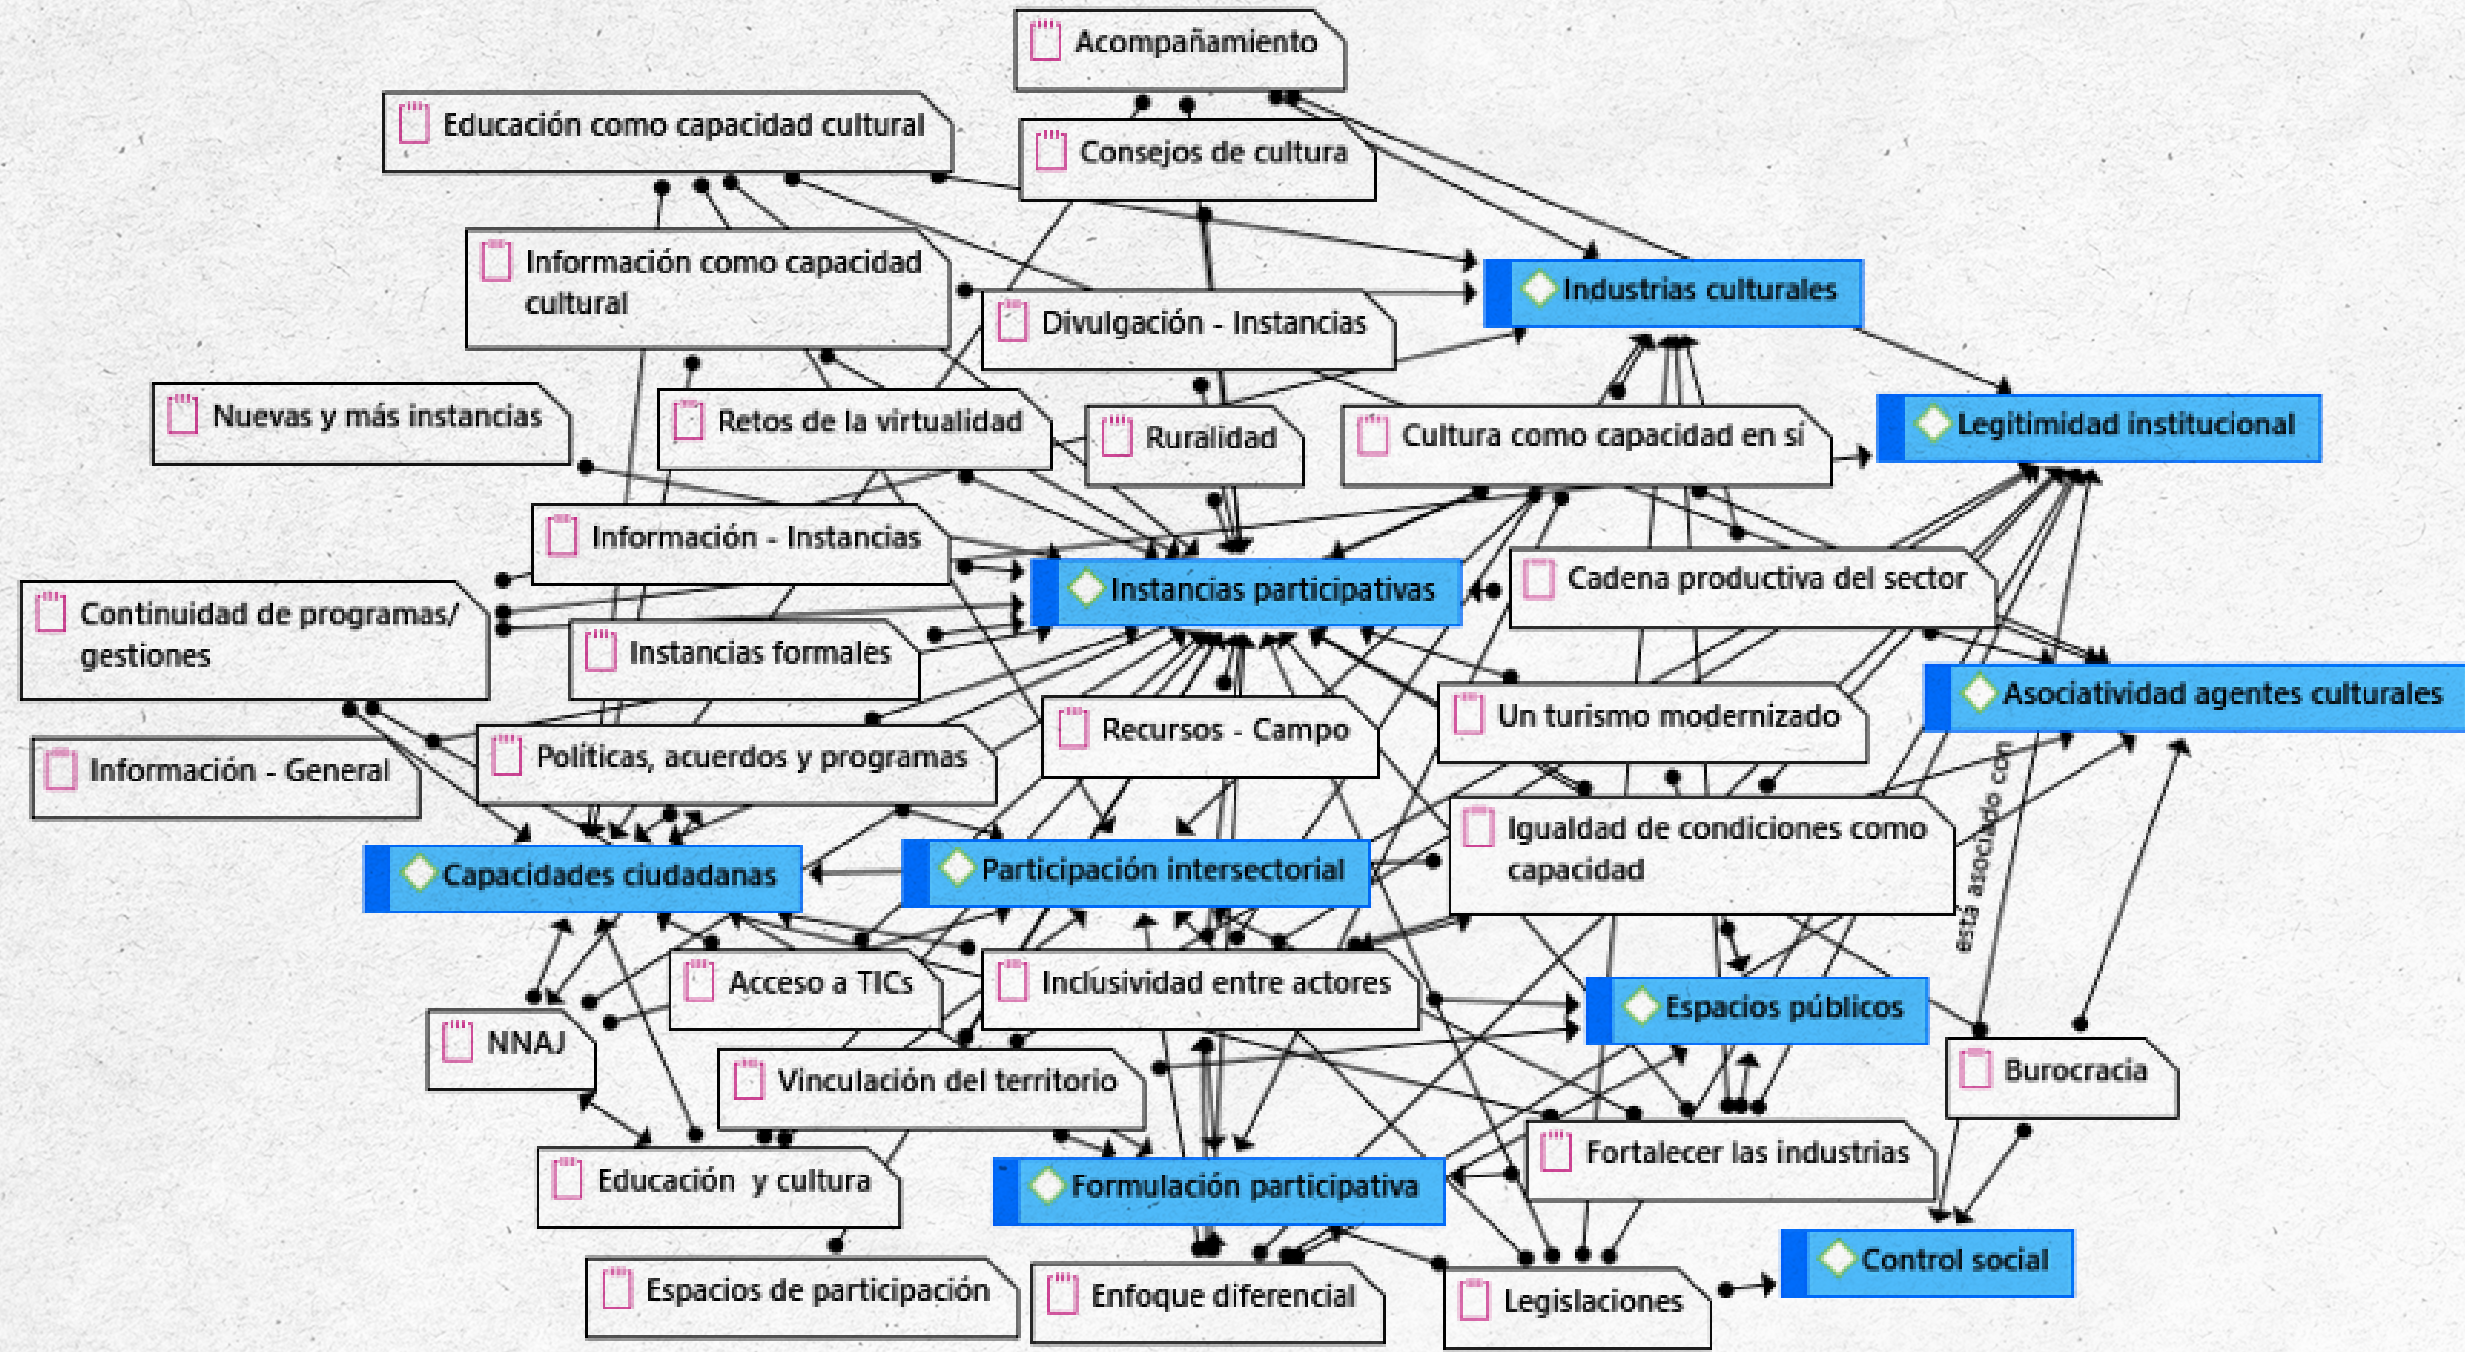 Acompañamiento
Educación como capacidad cultural
Consejos de cultura
Información como capacidad
cultural
Industrias culturales
Divulgación - Instancias
Nuevas y más instancias
Retos de la virtualidad
Ruralidad
Cultura como capacidad en sí
Legitimidad institucional
Información - Instancias
Instancias participativas
Cadena productiva del sector
Continuidad de programas/
gestiones
Instancias formales
Asociatividad agentes culturales
Un turismo modernizado
Recursos - Campo
Políticas, acuerdos y programas
Información - General
Igualdad de condiciones como
capacidad
está asociado con
Capacidades ciudadanas
Participación intersectorial
Acceso a TICs
Inclusividad entre actores
Espacios públicos
NNAJ
Vinculación del territorio
Burocracia
Fortalecer las industrias
Educación y cultura
Formulación participativa
Control social
Espacios de participación
Enfoque diferencial
Legislaciones